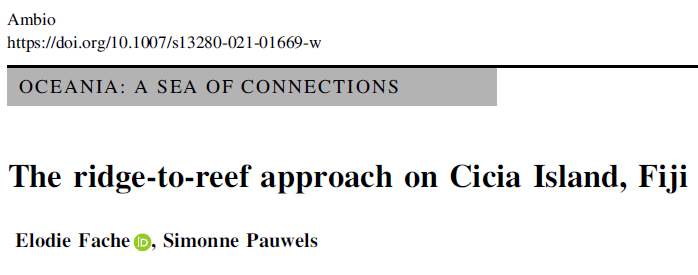 Ambio
https://doi.org/10.1007/s13280-021-01669-w
OCEANIA: A SEA OF CONNECTIONS
The ridge-to-reef approach on Cicia Island, Fiji
Elodie Fache iD, Simonne Pauwels